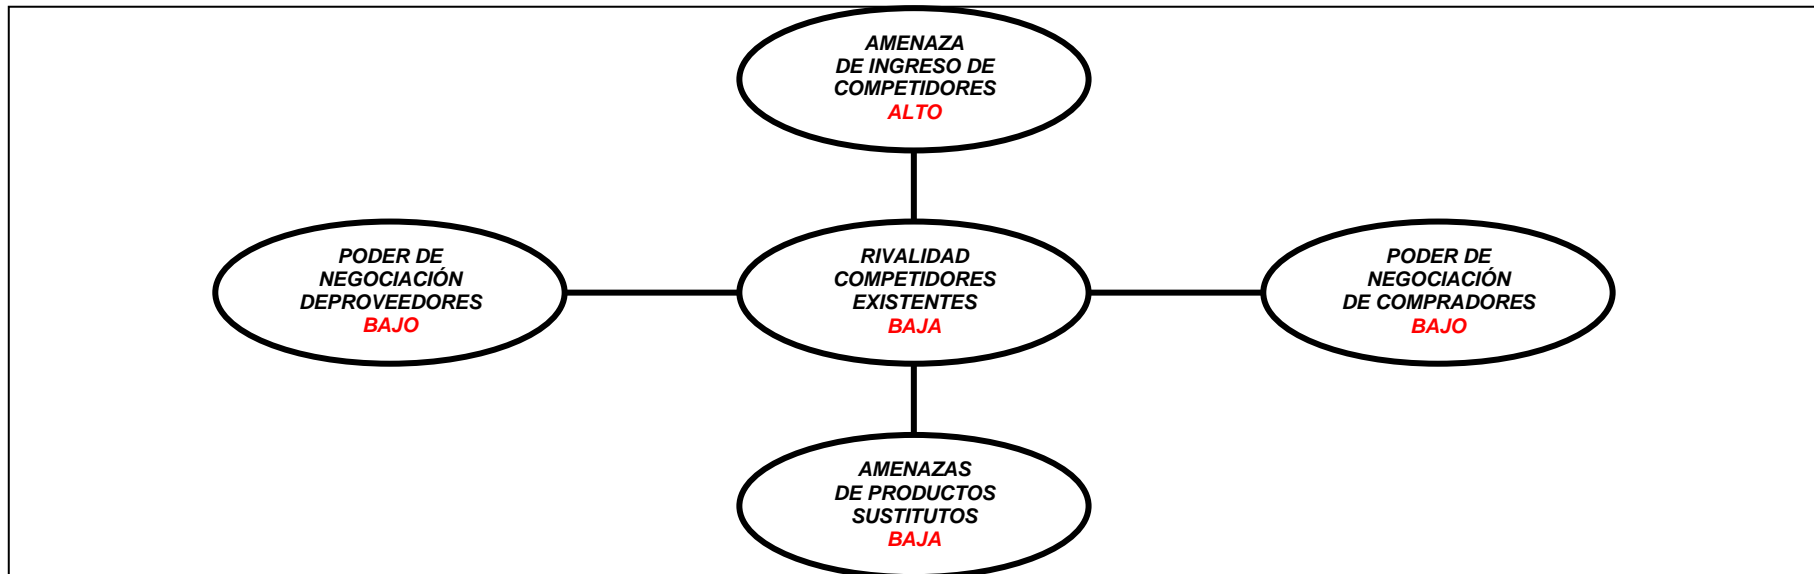 AMENAZA
DE INGRESO DE
COMPETIDORES
ALTO
PODER DE
NEGOCIACIÓN
DEPROVEEDORES
BAJO
RIVALIDAD
COMPETIDORES
EXISTENTES
BAJA
PODER DE
NEGOCIACIÓN
DE COMPRADORES
BAJO
AMENAZAS
DE PRODUCTOS
SUSTITUTOS
BAJA